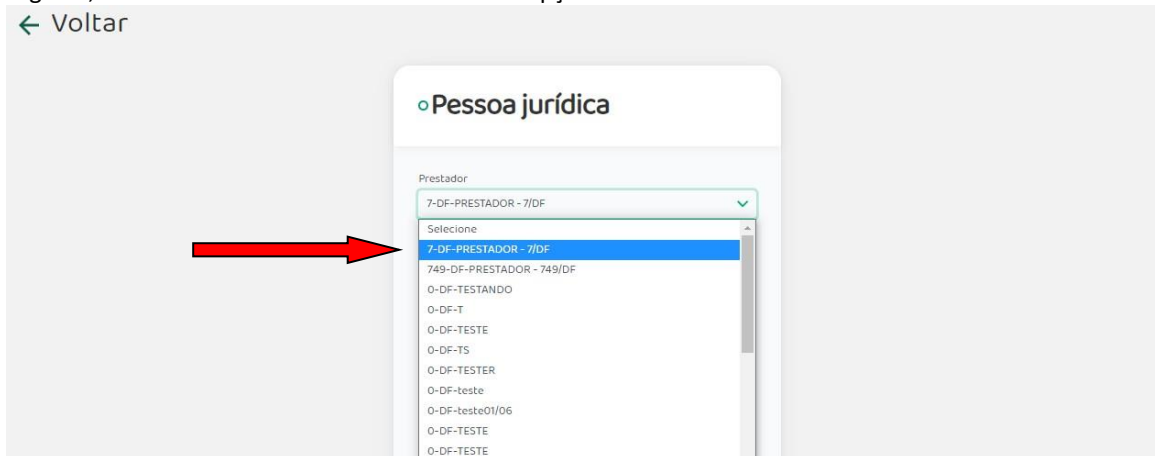 Voltar
Pessoa jurídica
Prestador
7-DF-PRESTADOR - 7/DF
Selecione
7-DF-PRESTADOR - 7/DF
749-DF-PRESTADOR - 749/DF
0-DF-TESTANDO
0-DF-T
0-DF-TESTE
0-DF-TS
0-DF-TESTER
0-DF-teste
0-DF-teste01/06
0-DF-TESTE
0-DF-TESTE